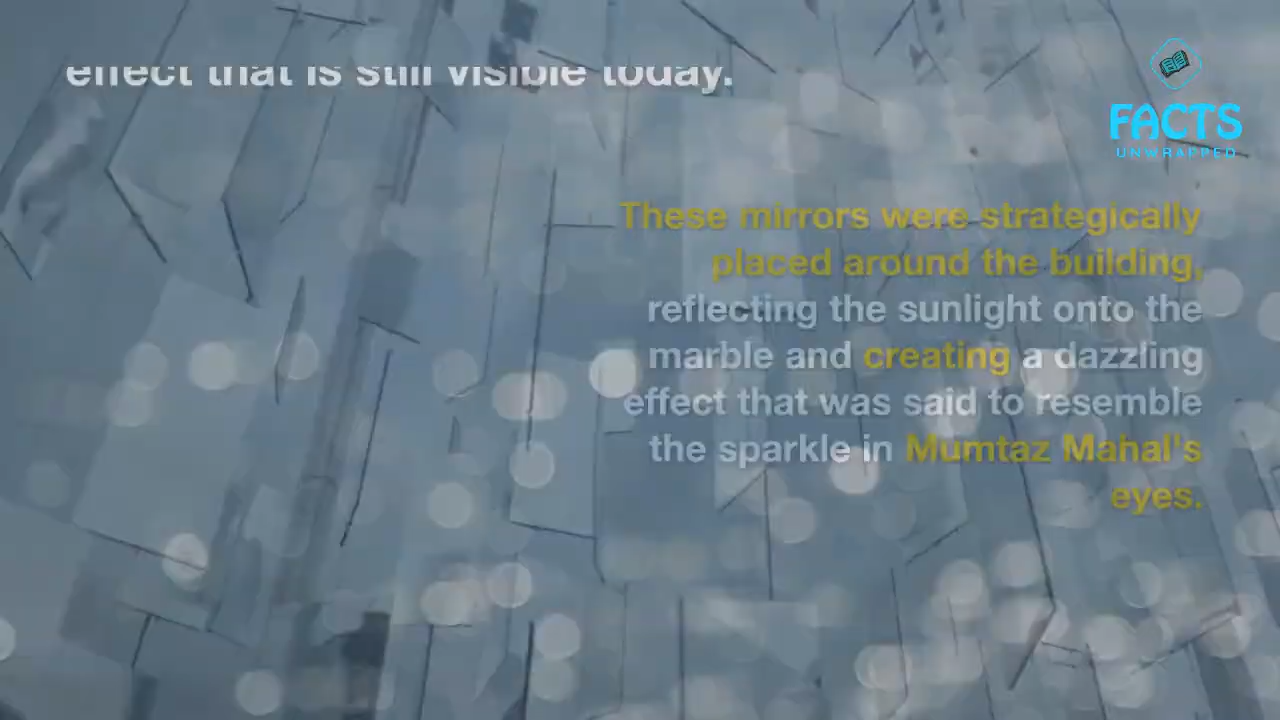 effect that is still visible today.
FACTS
UNWRAPPED
These mirrors were strategically
placed around the building,
reflecting the sunlight onto the
marble and creating a dazzling
effect that was said to resemble
the sparkle in Mumtaz Mahal's
eyes.